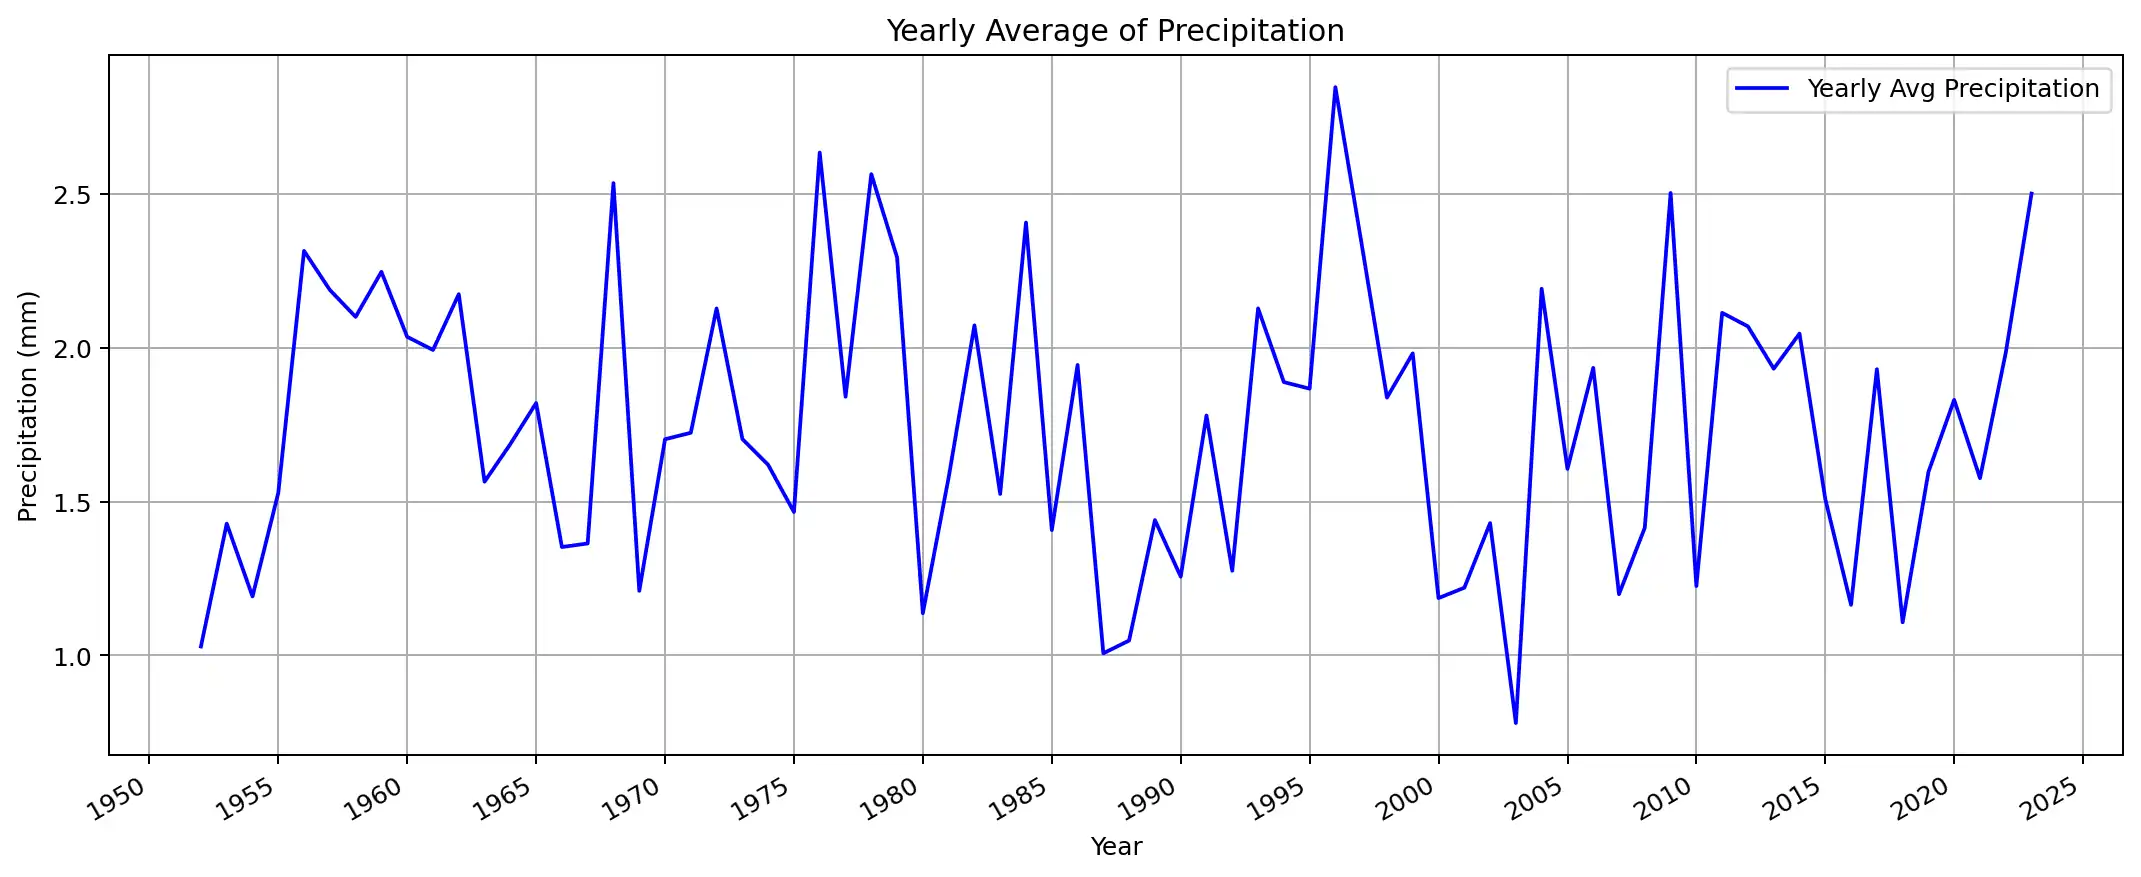 Yearly Average of Precipitation
Yearly Avg Precipitation
Precipitation (mm)
2.5
2.0
1.5
1.0
1950 1955 1960 1965 1970 1975 1980 1985 1990 1995 2000 2005 2010 2015 2020 2025
Year